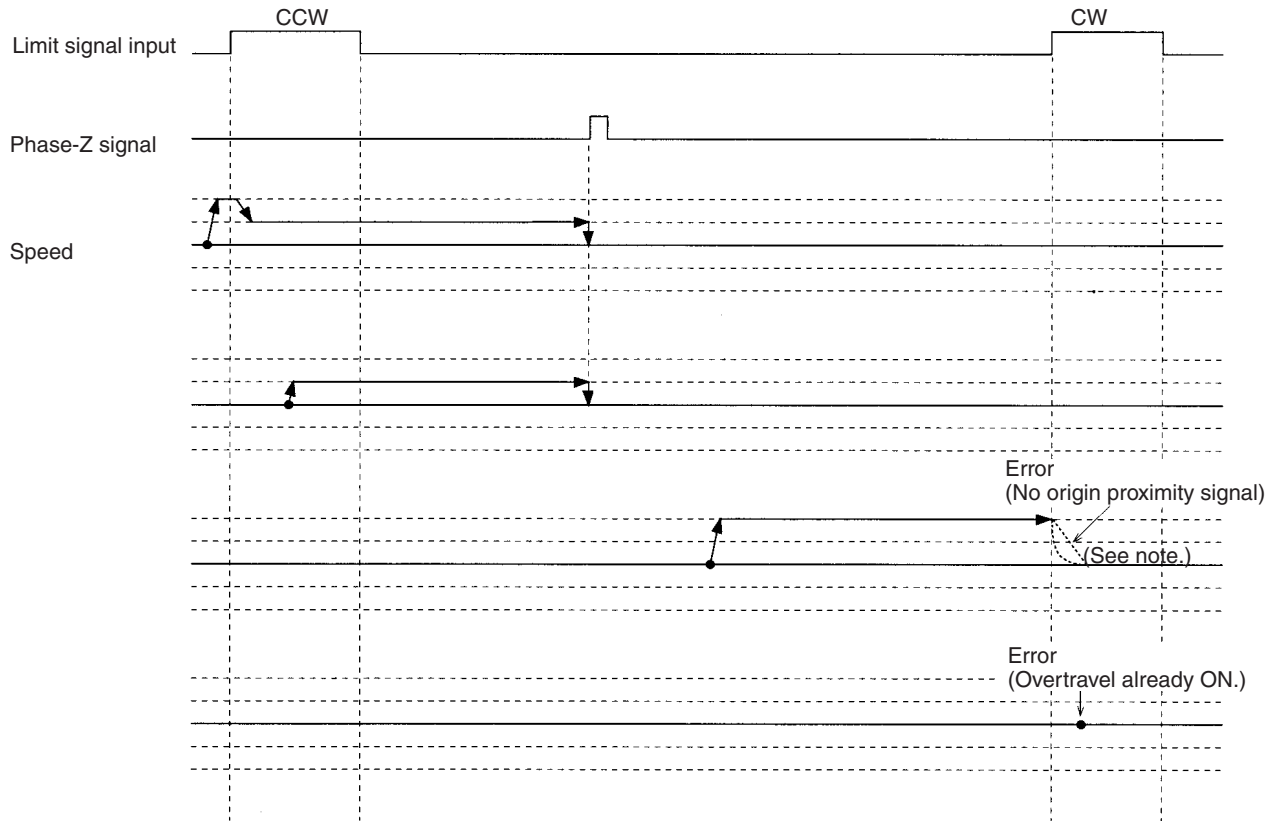 CCW
CW
Limit signal input
Phase-Z signal
Speed
Error
(No origin proximity signal)
(See note.)
Error
(Overtravel already ON.)